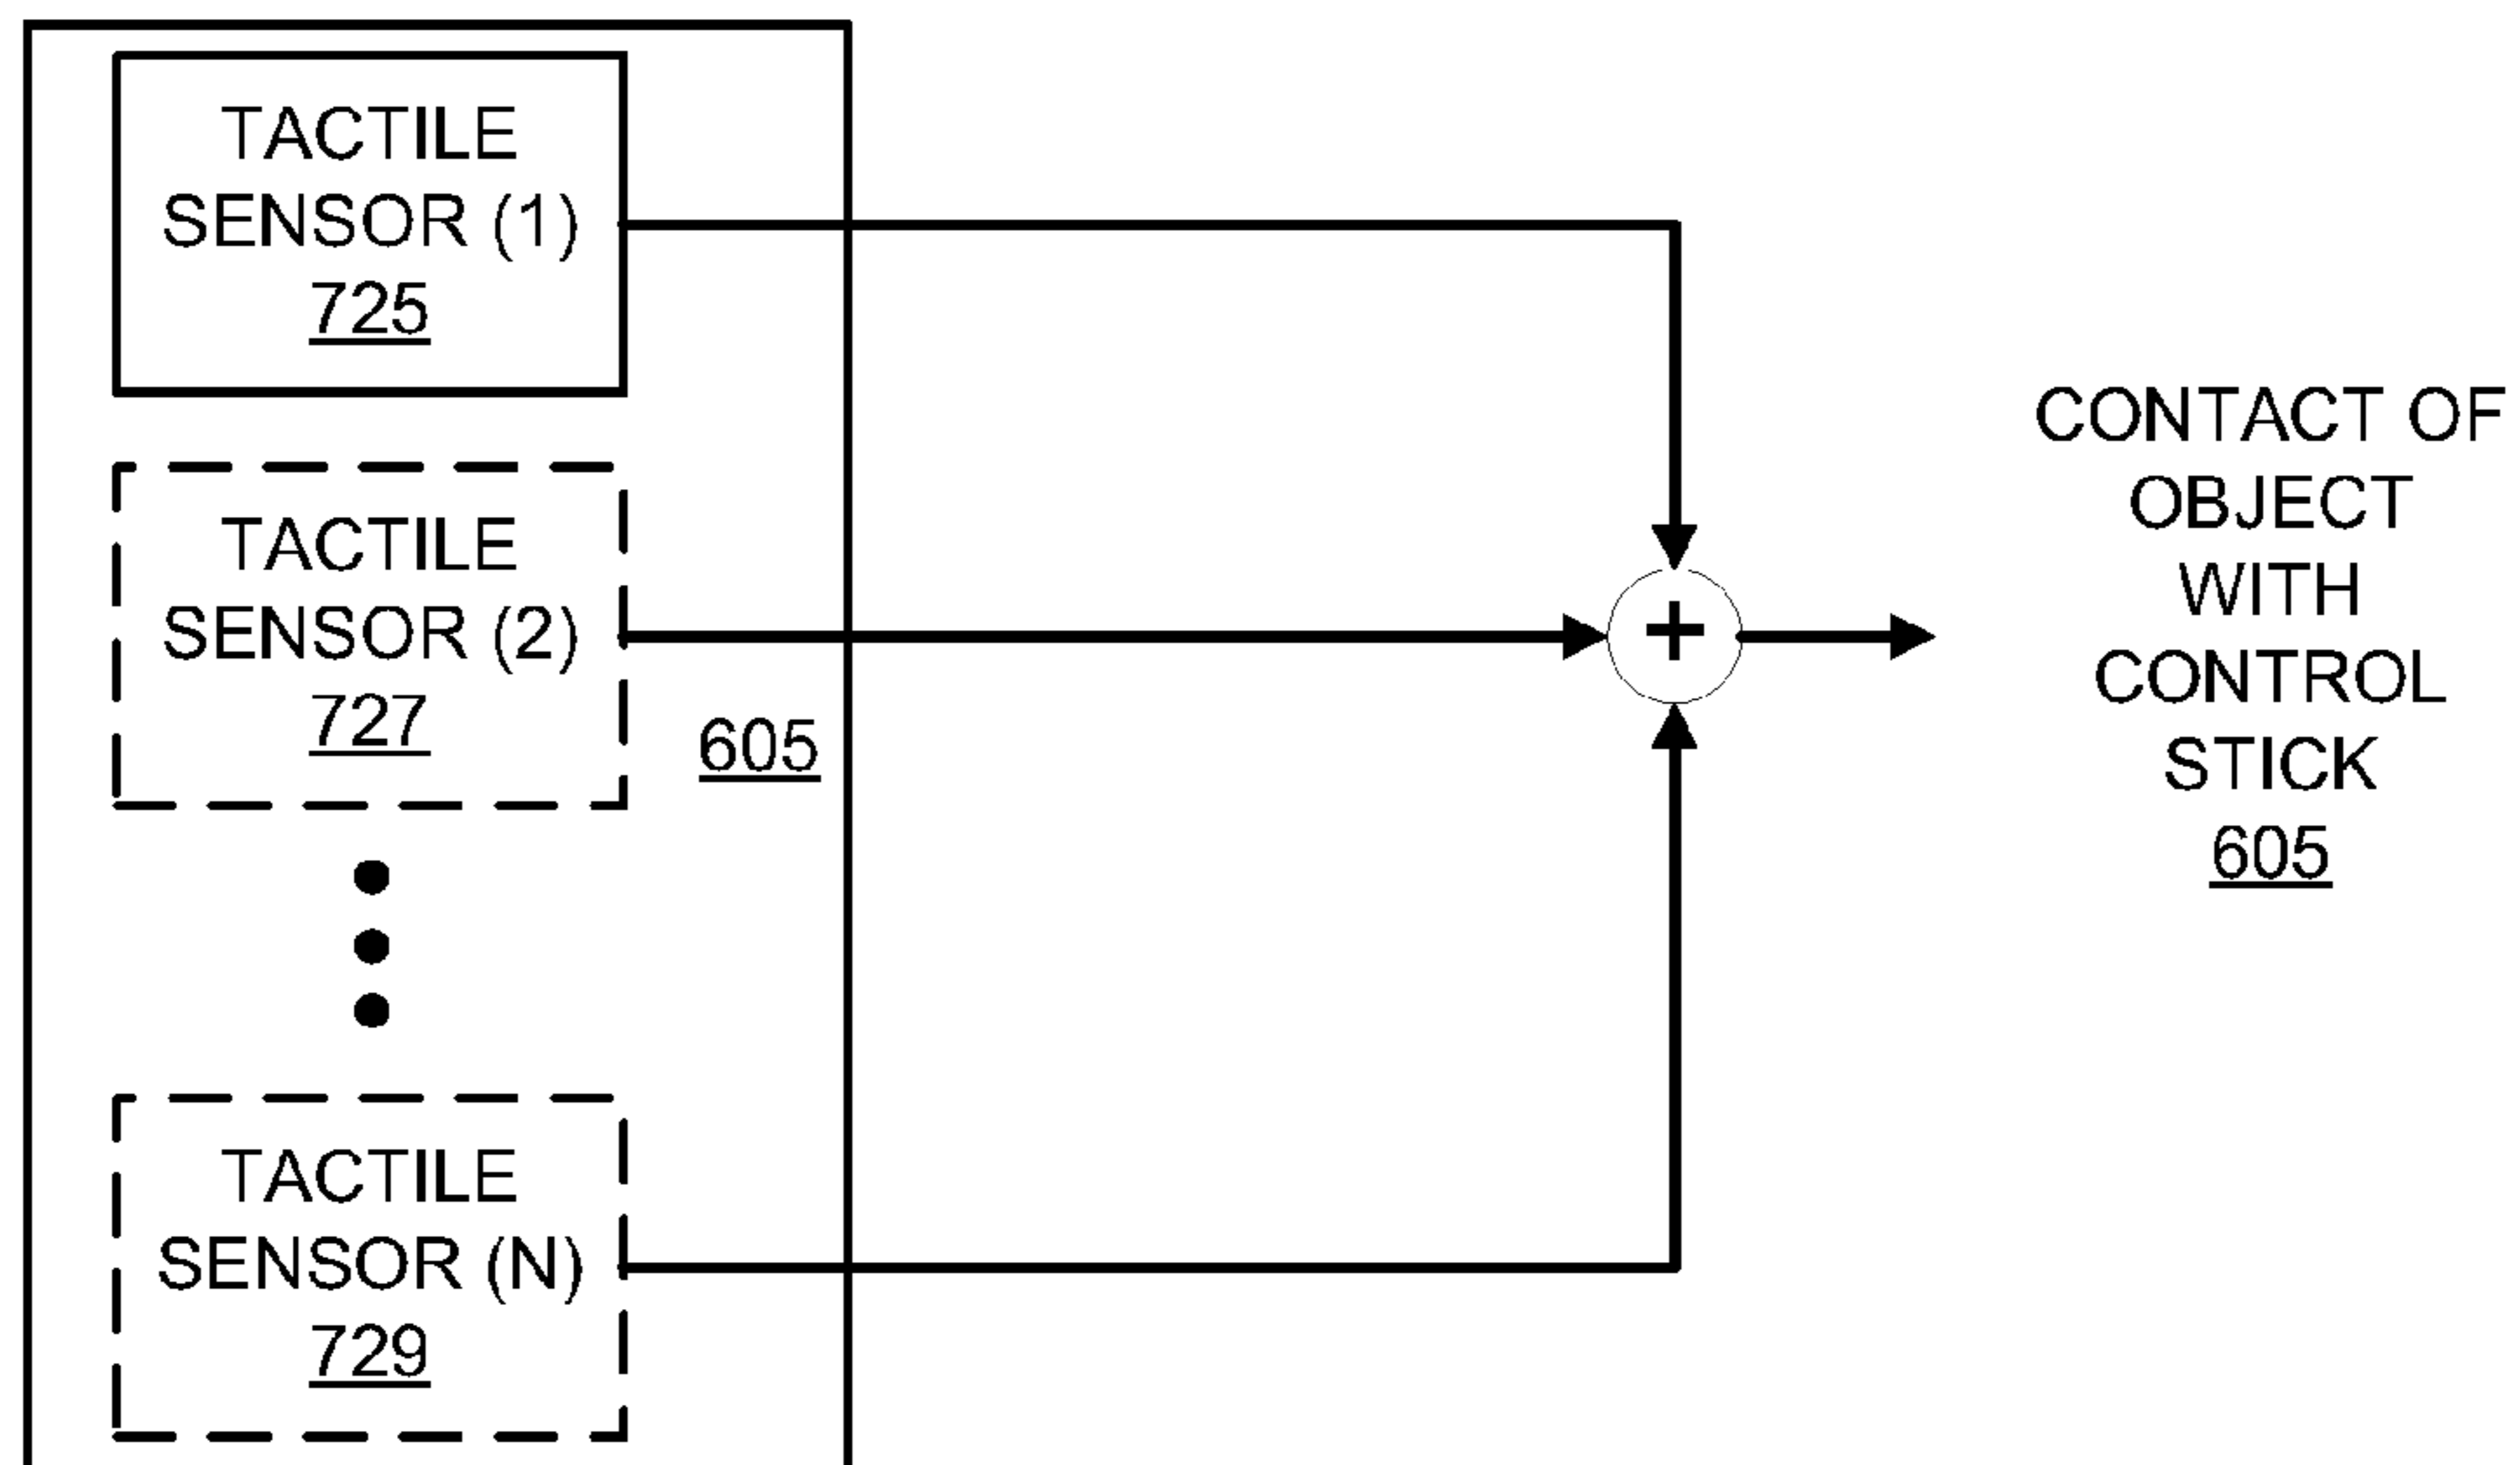 TACTILE
SENSOR (1)
725
TACTILE
SENSOR (2)
727
605
TACTILE
SENSOR (N)
729
+
CONTACT OF
OBJECT
WITH
CONTROL
STICK
605